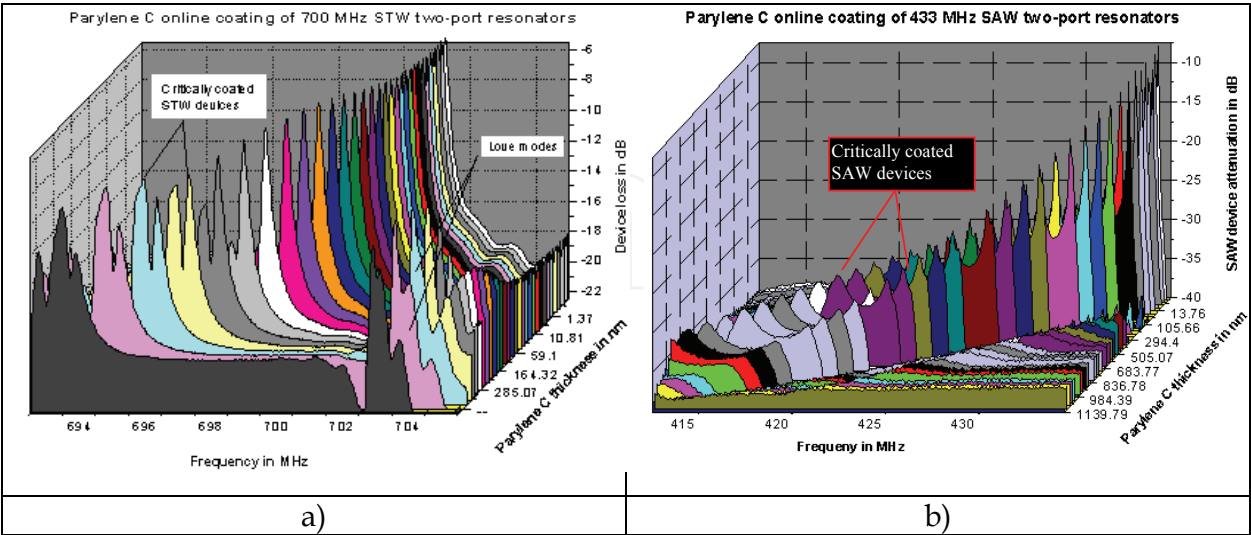 Parylene C online coating of 700 MHz STW two-port resonators
Critically coated
STW devices
Love modes
-6
-8
-10
-12
-14
-16
-18
-20
-22
Device loss in dB
1.37
10.81
59.1
164.32
285.07
--
Parylene C thickness in nm
694 696 698 700 702 704
Frequency in MHz
a)
Parylene C online coating of 433 MHz SAW two-port resonators
Critically coated
SAW devices
-10
-15
-20
-25
-30
-35
-40
SAW device attenuation in dB
13.76
105.66
294.4
505.07
683.77
836.78
984.39
1139.79
Parylene C thickness in nm
415 420 425 430
Frequeny in MHz
b)